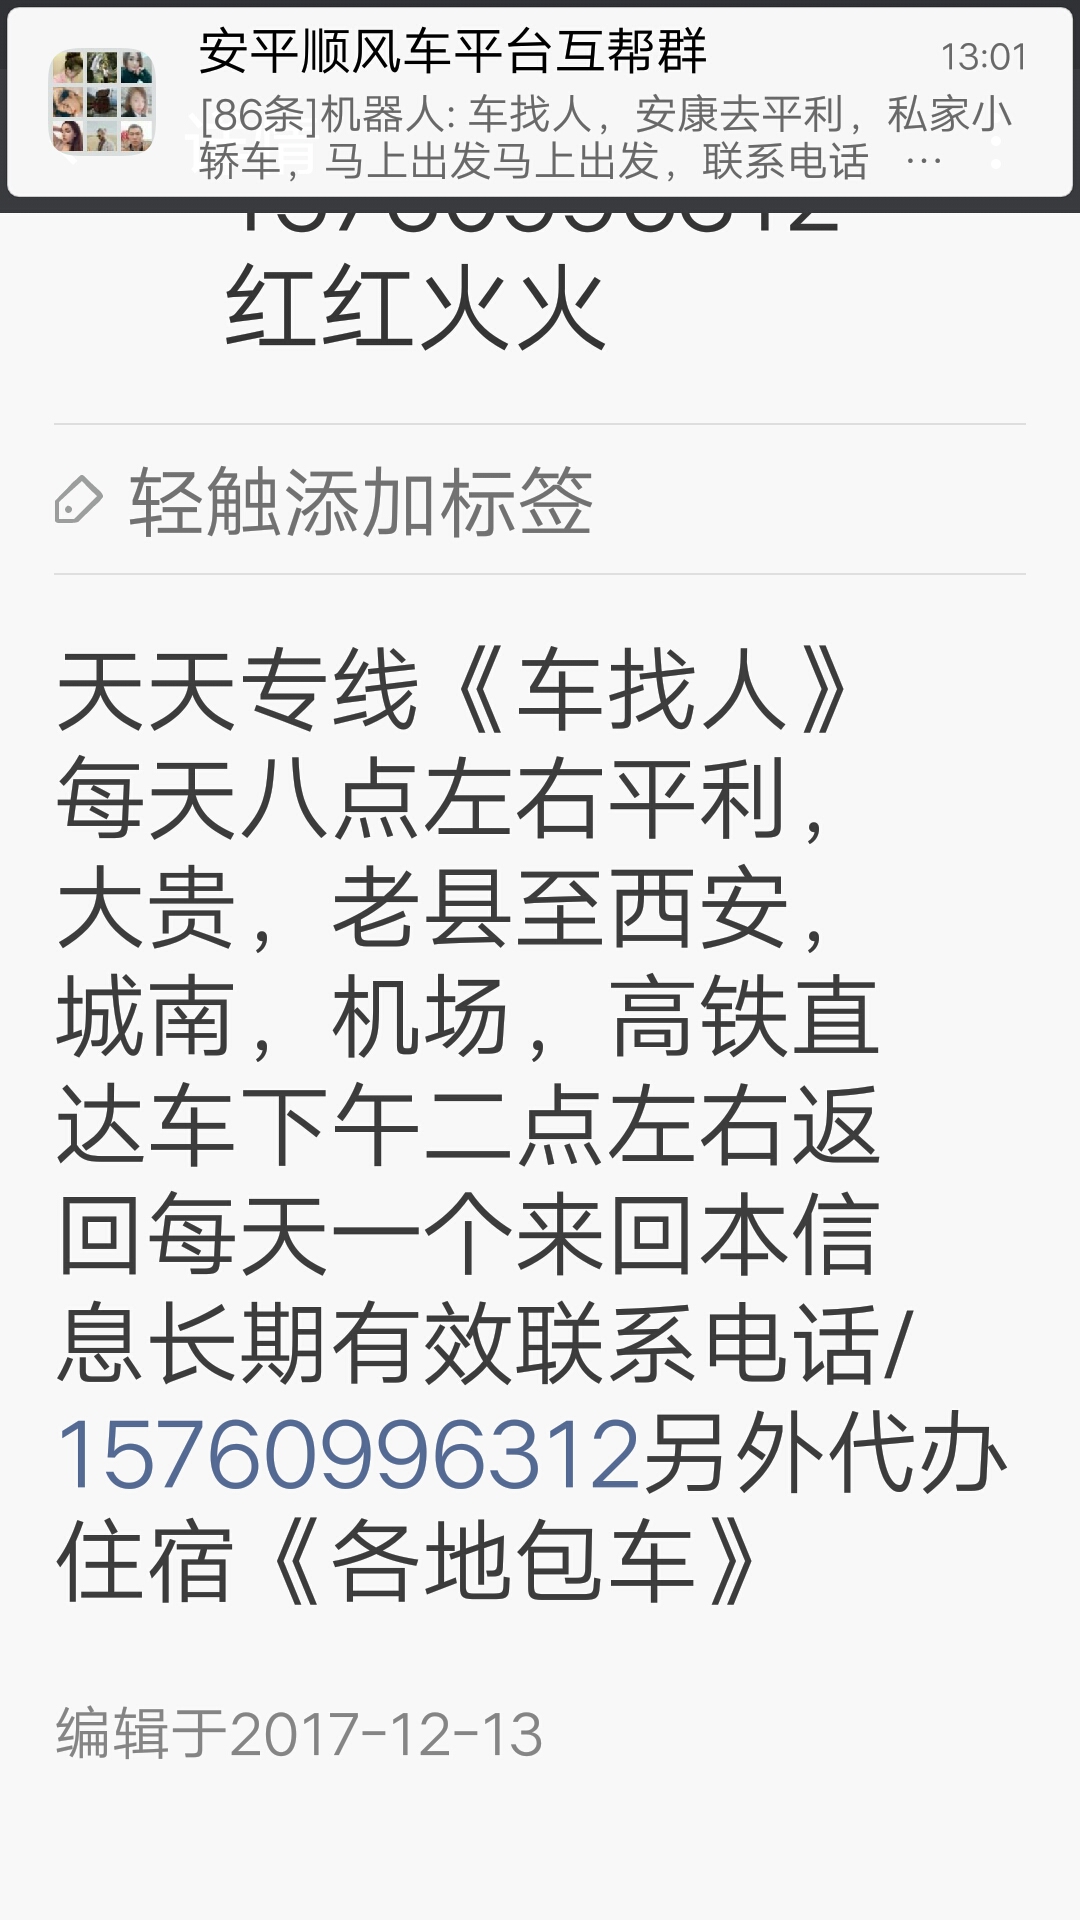 安平顺风车平台互帮群
13:01
[86条]机器人: 车找人，安康去平利，私家小
轿车，马上出发马上出发，联系电话 …
15760996312
红红火火
轻触添加标签
天天专线《车找人》
每天八点左右平利，
大贵，老县至西安，
城南，机场，高铁直
达车下午二点左右返
回每天一个来回本信
息长期有效联系电话/
15760996312另外代办
住宿《各地包车》
编辑于2017-12-13